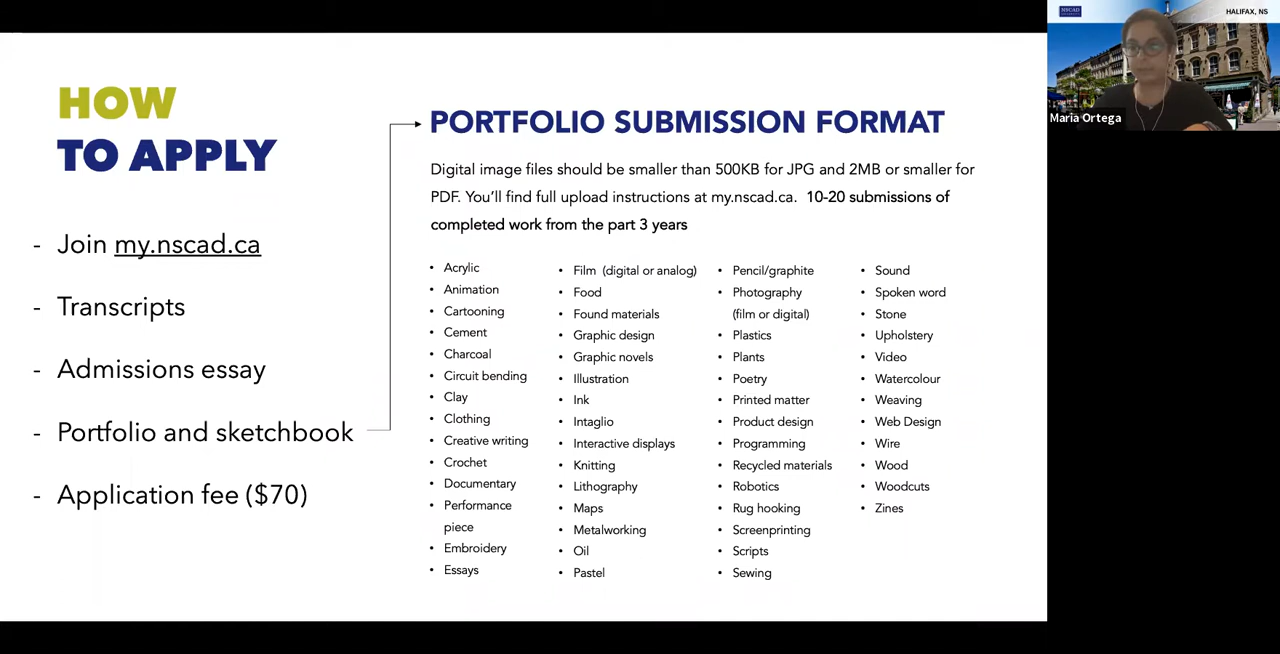 HOW
TO APPLY
- Join my.nscad.ca
- Transcripts
- Admissions essay
- Portfolio and sketchbook
- Application fee ($70)
PORTFOLIO SUBMISSION FORMAT
Digital image files should be smaller than 500KB for JPG and 2MB or smaller for
PDF. You'll find full upload instructions at my.nscad.ca. 10-20 submissions of
completed work from the part 3 years
• Acrylic
• Animation
• Cartooning
• Cement
• Charcoal
• Circuit bending
• Clay
• Clothing
• Creative writing
• Crochet
• Documentary
• Performance
piece
• Embroidery
• Essays
• Film (digital or analog)
• Food
• Found materials
• Graphic design
• Graphic novels
• Illustration
• Ink
• Intaglio
• Interactive displays
• Knitting
• Lithography
• Maps
• Metalworking
• Oil
• Pastel
• Pencil/graphite
• Photography
(film or digital)
• Plastics
• Plants
• Poetry
• Printed matter
• Product design
• Programming
• Recycled materials
• Robotics
• Rug hooking
• Screenprinting
• Scripts
• Sewing
• Sound
• Spoken word
• Stone
• Upholstery
• Video
• Watercolour
• Weaving
• Web Design
• Wire
• Wood
• Woodcuts
• Zines
NSCAD
HALIFAX, NS
Maria Ortega